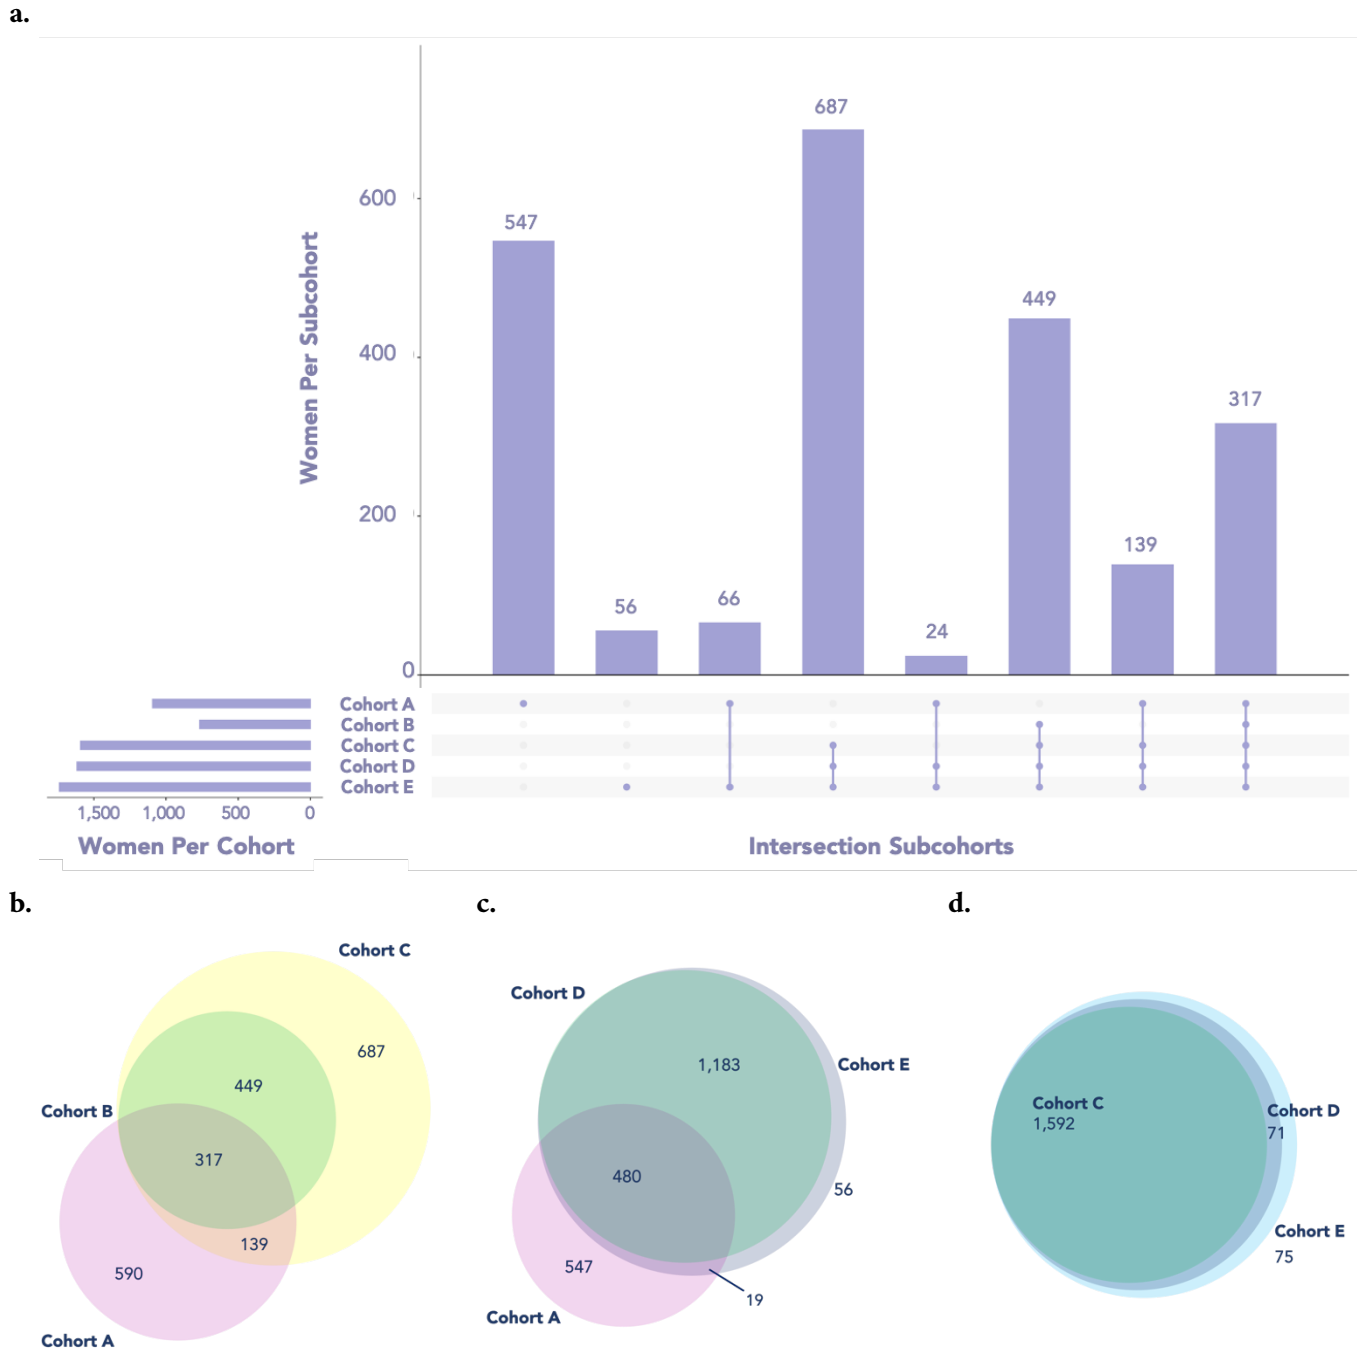 a.
687
600
547
Women Per Subcohort
449
400
317
200
139
56
66
24
0
Cohort A
Cohort B
Cohort C
Cohort D
Cohort E
1,500 1,000 500 0
Women Per Cohort
Intersection Subcohorts
b.
Cohort C
687
449
Cohort B
317
139
590
Cohort A
c.
Cohort D
1,183
Cohort E
480
56
547
19
Cohort A
d.
Cohort C
1,592
Cohort D
71
Cohort E
75